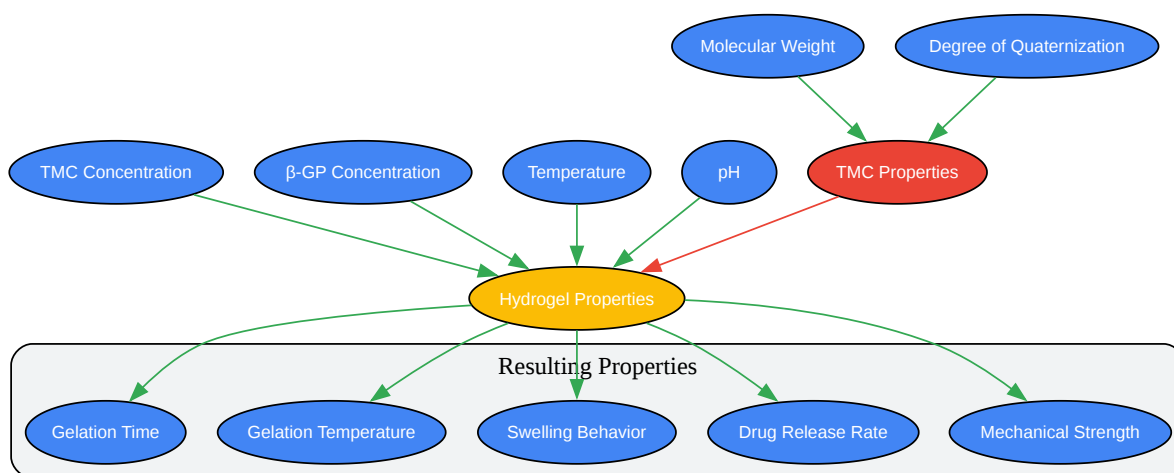 Molecular Weight
Degree of Quaternization
TMC Concentration
β-GP Concentration
Temperature
pH
TMC Properties
Hydrogel Properties
Resulting Properties
Gelation Time
Gelation Temperature
Swelling Behavior
Drug Release Rate
Mechanical Strength